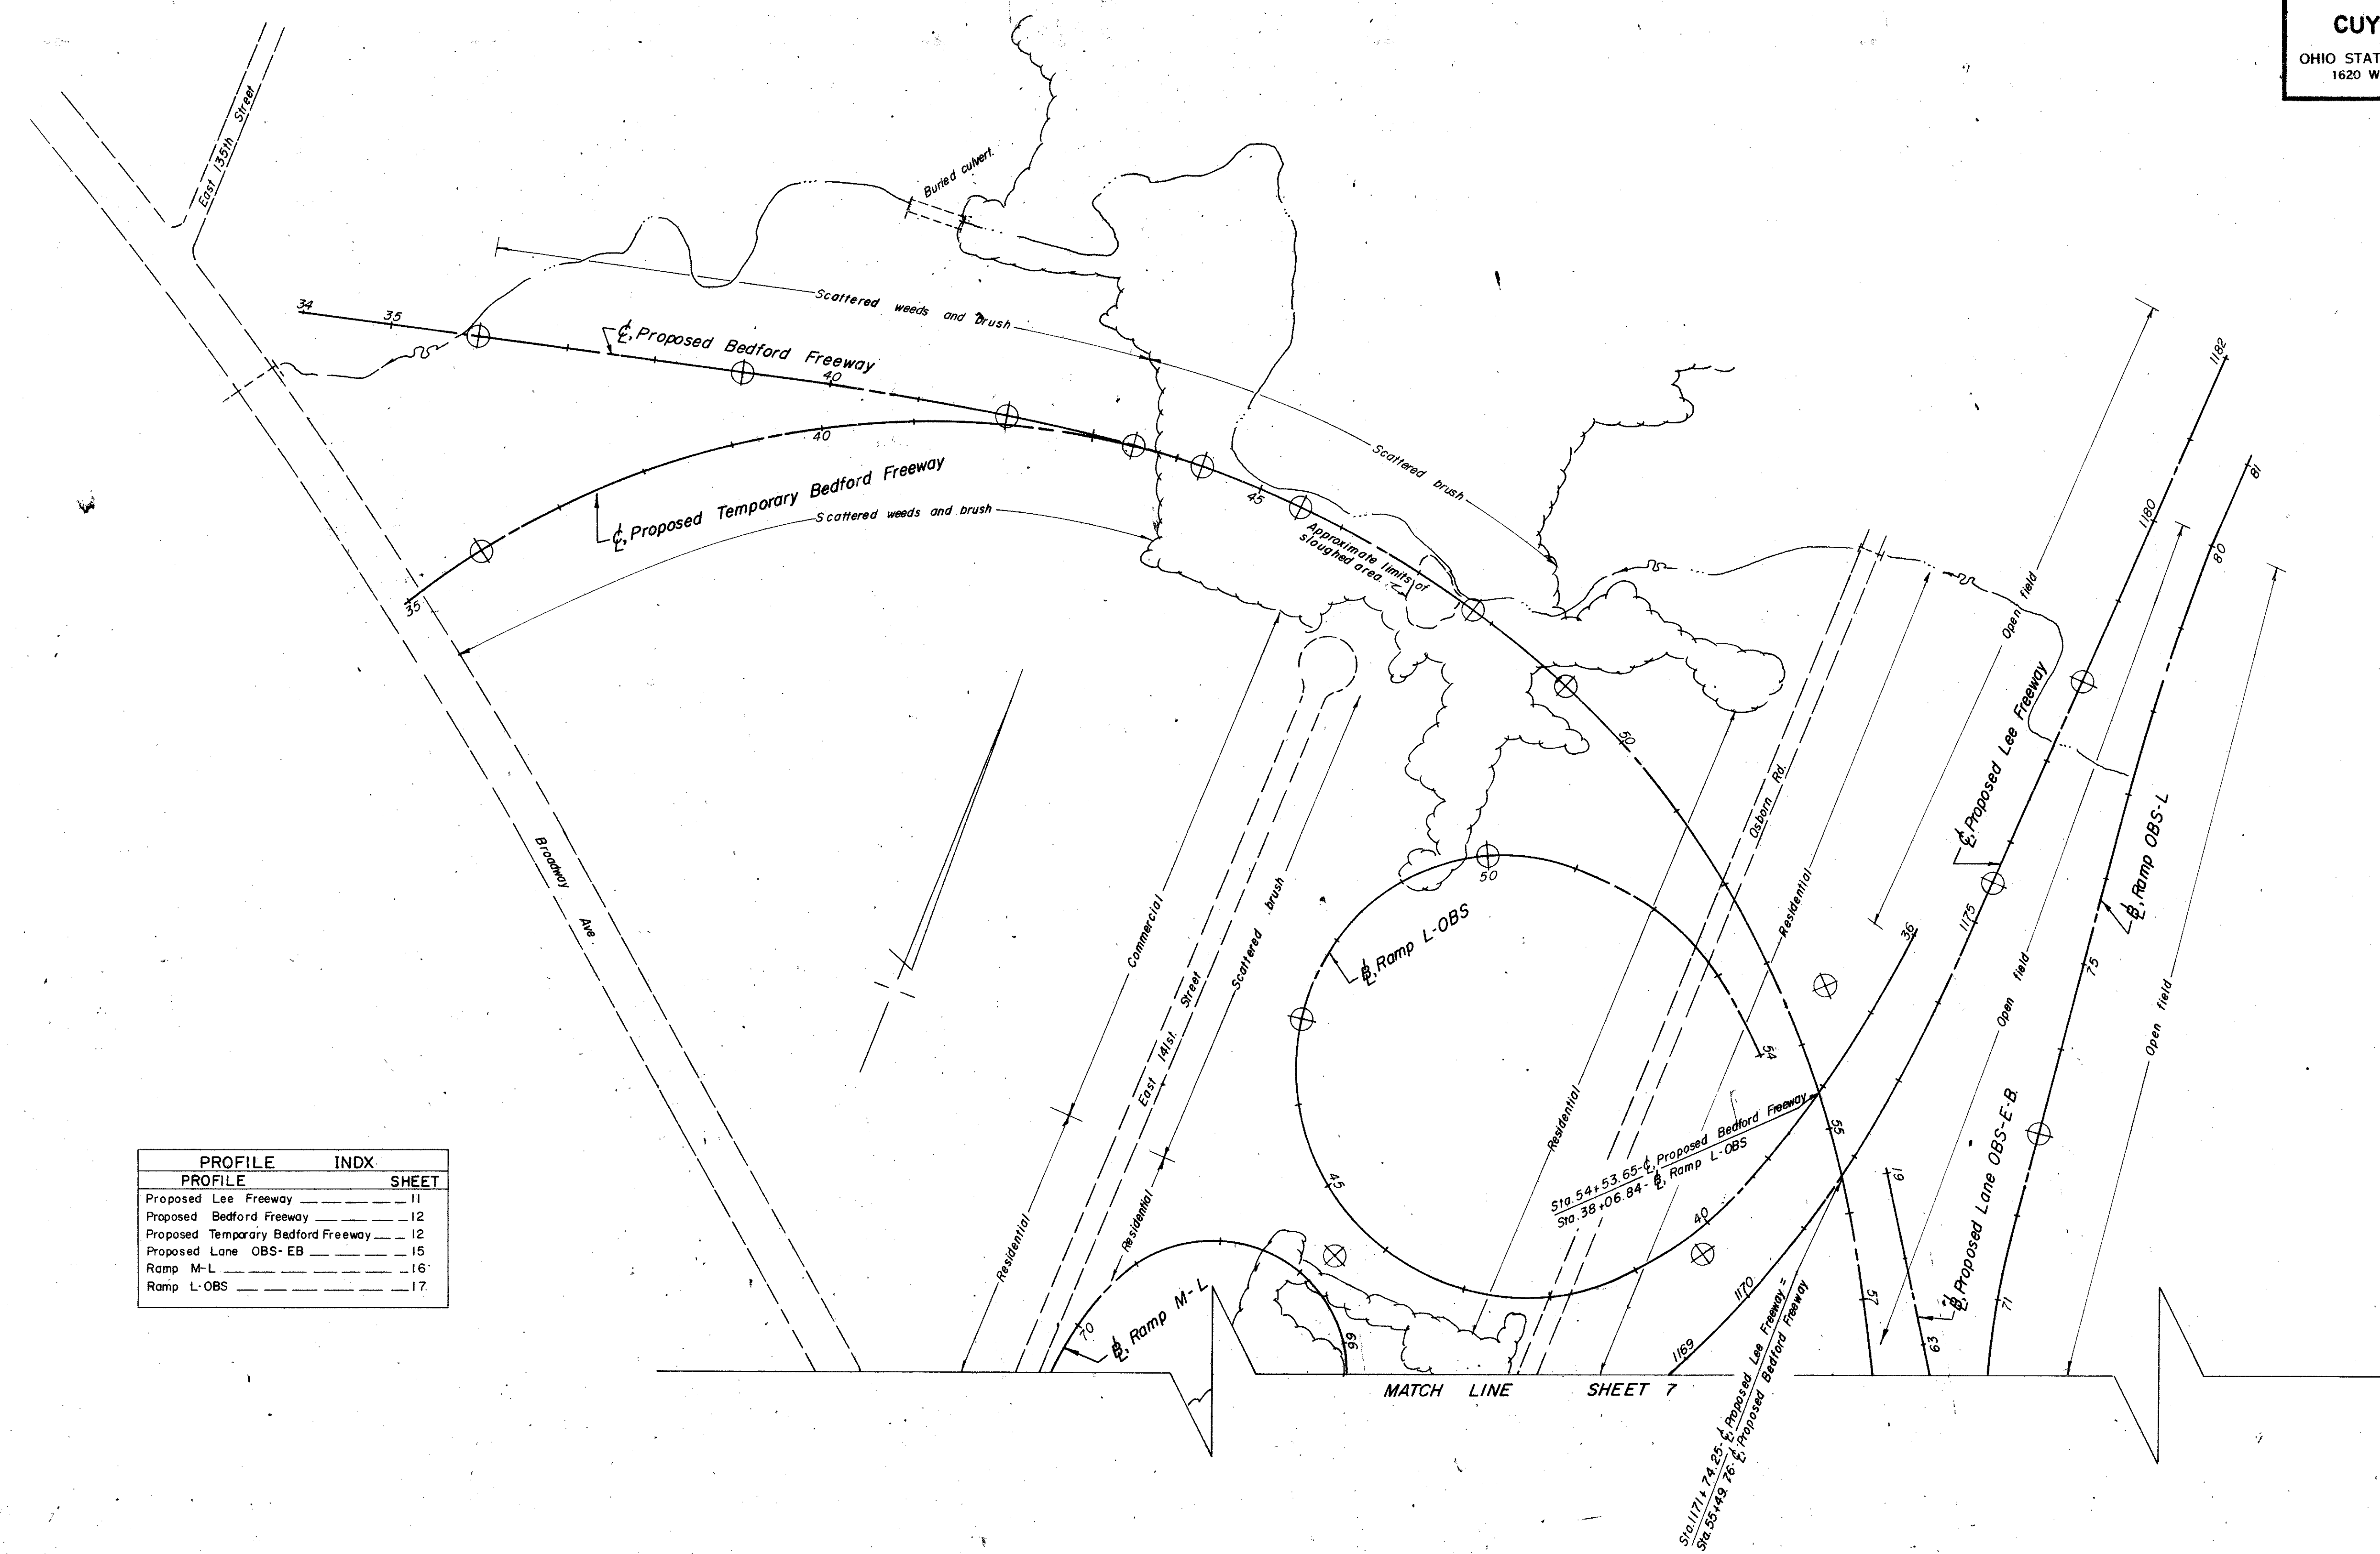 CUY
OHIO STAT
1620 W
East 135th Street
Buried culvert.
Scattered weeds and brush
34
35
℄, Proposed Bedford Freeway
40
40
℄, Proposed Temporary Bedford Freeway
Scattered weeds and brush
35
45
Scattered brush
Approximate limits of
sloughed area.
50
Broadway Ave.
Commercial
East 141st. Street
Scattered brush
Residential
Residential
50
℄, Ramp L-OBS
54
45
40
Osborn Rd.
Residential
Residential
Open field
1182
81
1180
80
℄, Proposed Lee Freeway
1175
36
Open field
75
℄, Ramp OBS-L
Open field
Sta. 54+53.65-℄, Proposed Bedford Freeway
Sta. 38+06.84-℄, Ramp L-OBS
55
61
℄, Proposed Lane OBS-E-B.
57
63
71
1170
1169
Sta. 1171+74.25-℄, Proposed Lee Freeway =
Sta. 55+49.76-℄, Proposed Bedford Freeway
70
℄, Ramp M-L
66
MATCH LINE SHEET 7
PROFILE INDX.
PROFILE SHEET
Proposed Lee Freeway 11
Proposed Bedford Freeway 12
Proposed Temporary Bedford Freeway 12
Proposed Lane OBS-EB 15
Ramp M-L 16
Ramp L-OBS 17